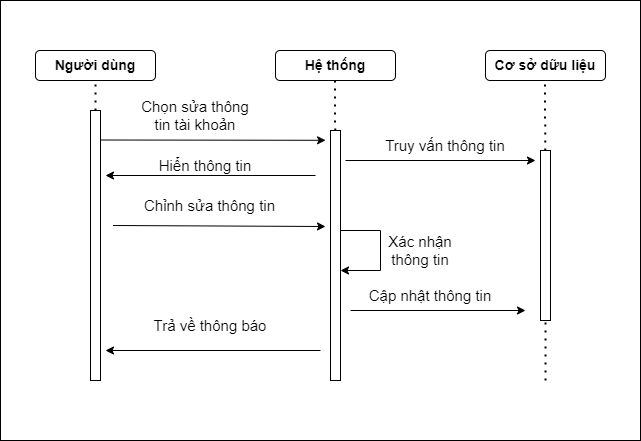 Người dùng
Hệ thống
Cơ sở dữu liệu
Chọn sửa thông
tin tài khoản
Truy vấn thông tin
Hiển thông tin
Chỉnh sửa thông tin
Xác nhận
thông tin
Cập nhật thông tin
Trả về thông báo